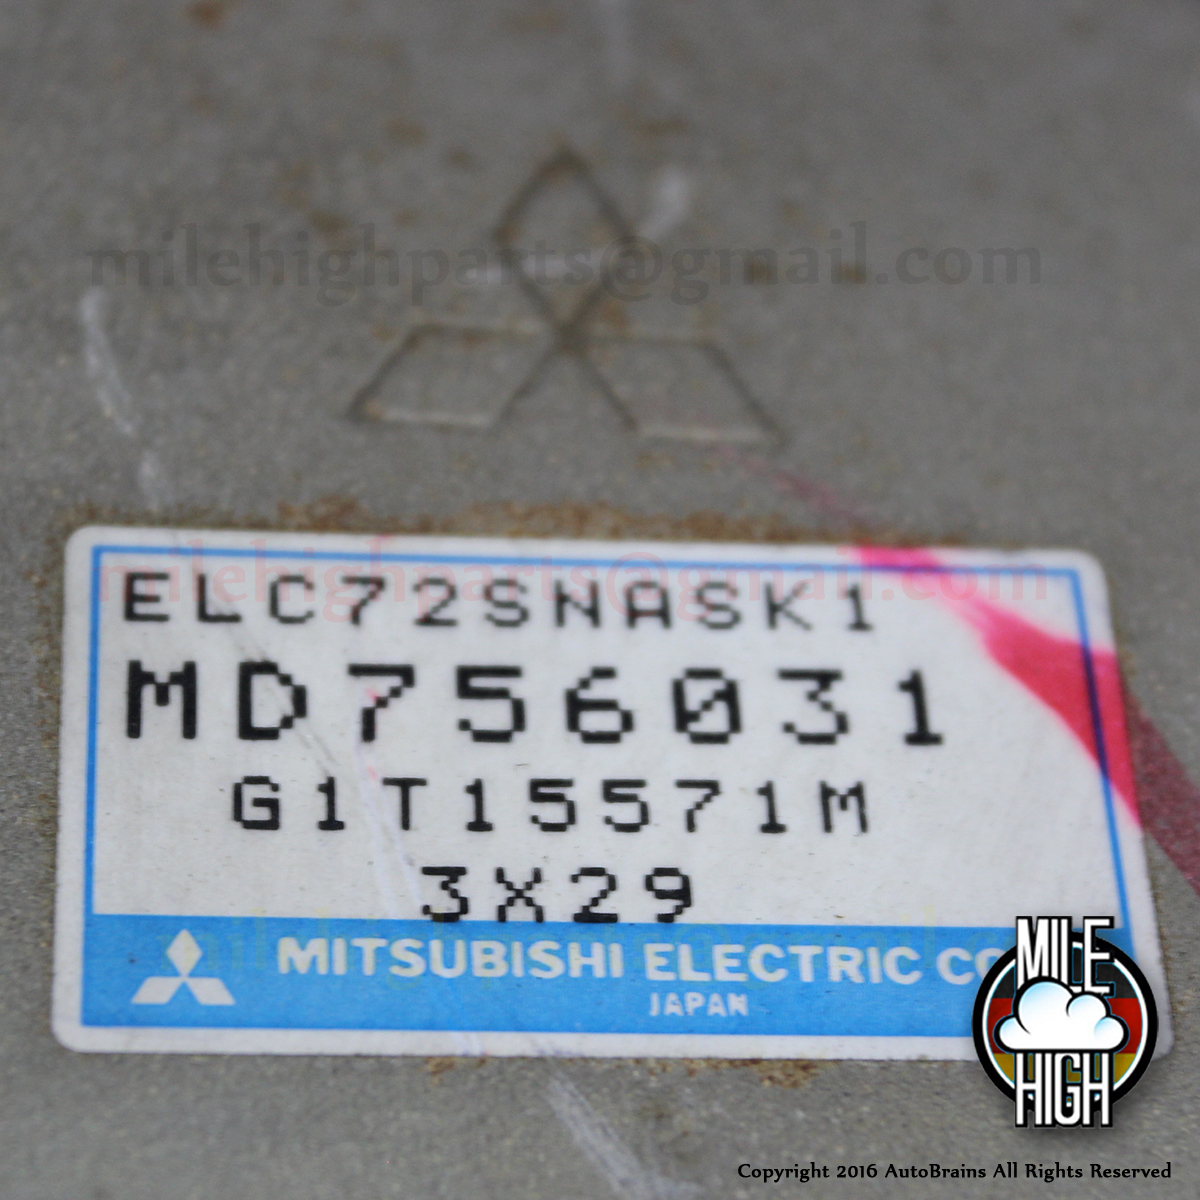 milehighparts@gmail.com
milehighparts@gmail.com
ELC72SNASK1
MD756031
G1T15571M
3X29
MITSUBISHI ELECTRIC
JAPAN
MILE
HIGH
Copyright 2016 AutoBrains All Rights Reserved